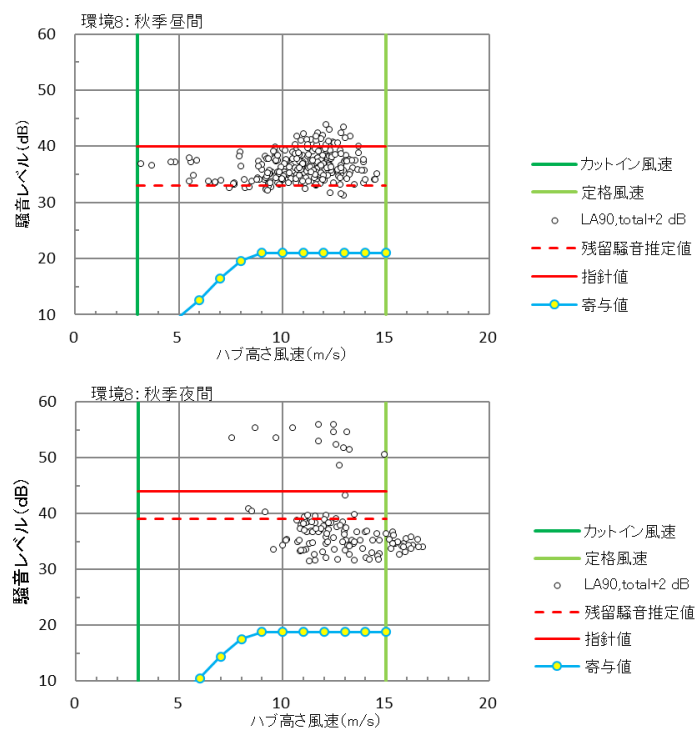 環境8：秋季昼間
60
50
40
30
20
10
騒音レベル（dB）
0 5 10 15 20
ハブ高さ風速（m/s）
カットイン風速
定格風速
LA90,total+2 dB
残留騒音推定値
指針値
寄与値
環境8：秋季夜間
60
50
40
30
20
10
騒音レベル（dB）
0 5 10 15 20
ハブ高さ風速（m/s）
カットイン風速
定格風速
LA90,total+2 dB
残留騒音推定値
指針値
寄与値